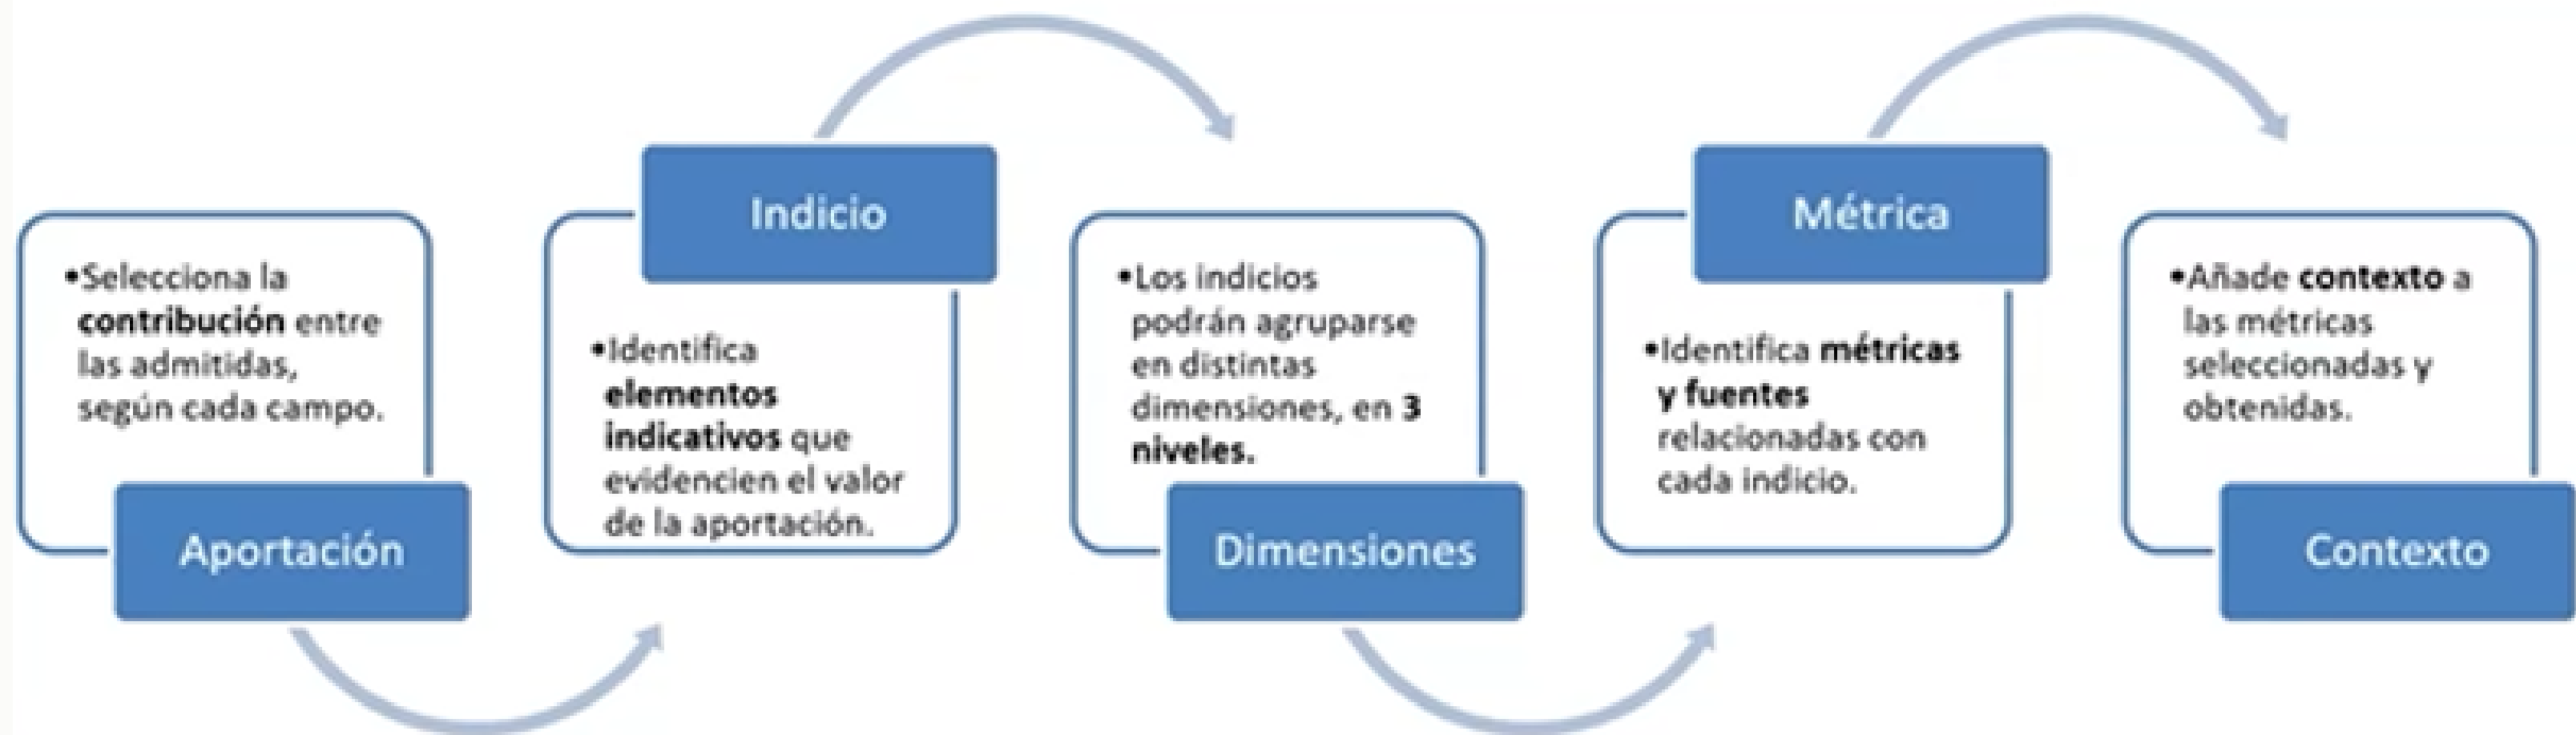 •Selecciona la
contribución entre
las admitidas,
según cada campo.
Aportación
Indicio
•Identifica
elementos
indicativos que
evidencien el valor
de la aportación.
•Los indicios
podrán agruparse
en distintas
dimensiones, en 3
niveles.
Dimensiones
Métrica
•Identifica métricas
y fuentes
relacionadas con
cada indicio.
•Añade contexto a
las métricas
seleccionadas y
obtenidas.
Contexto